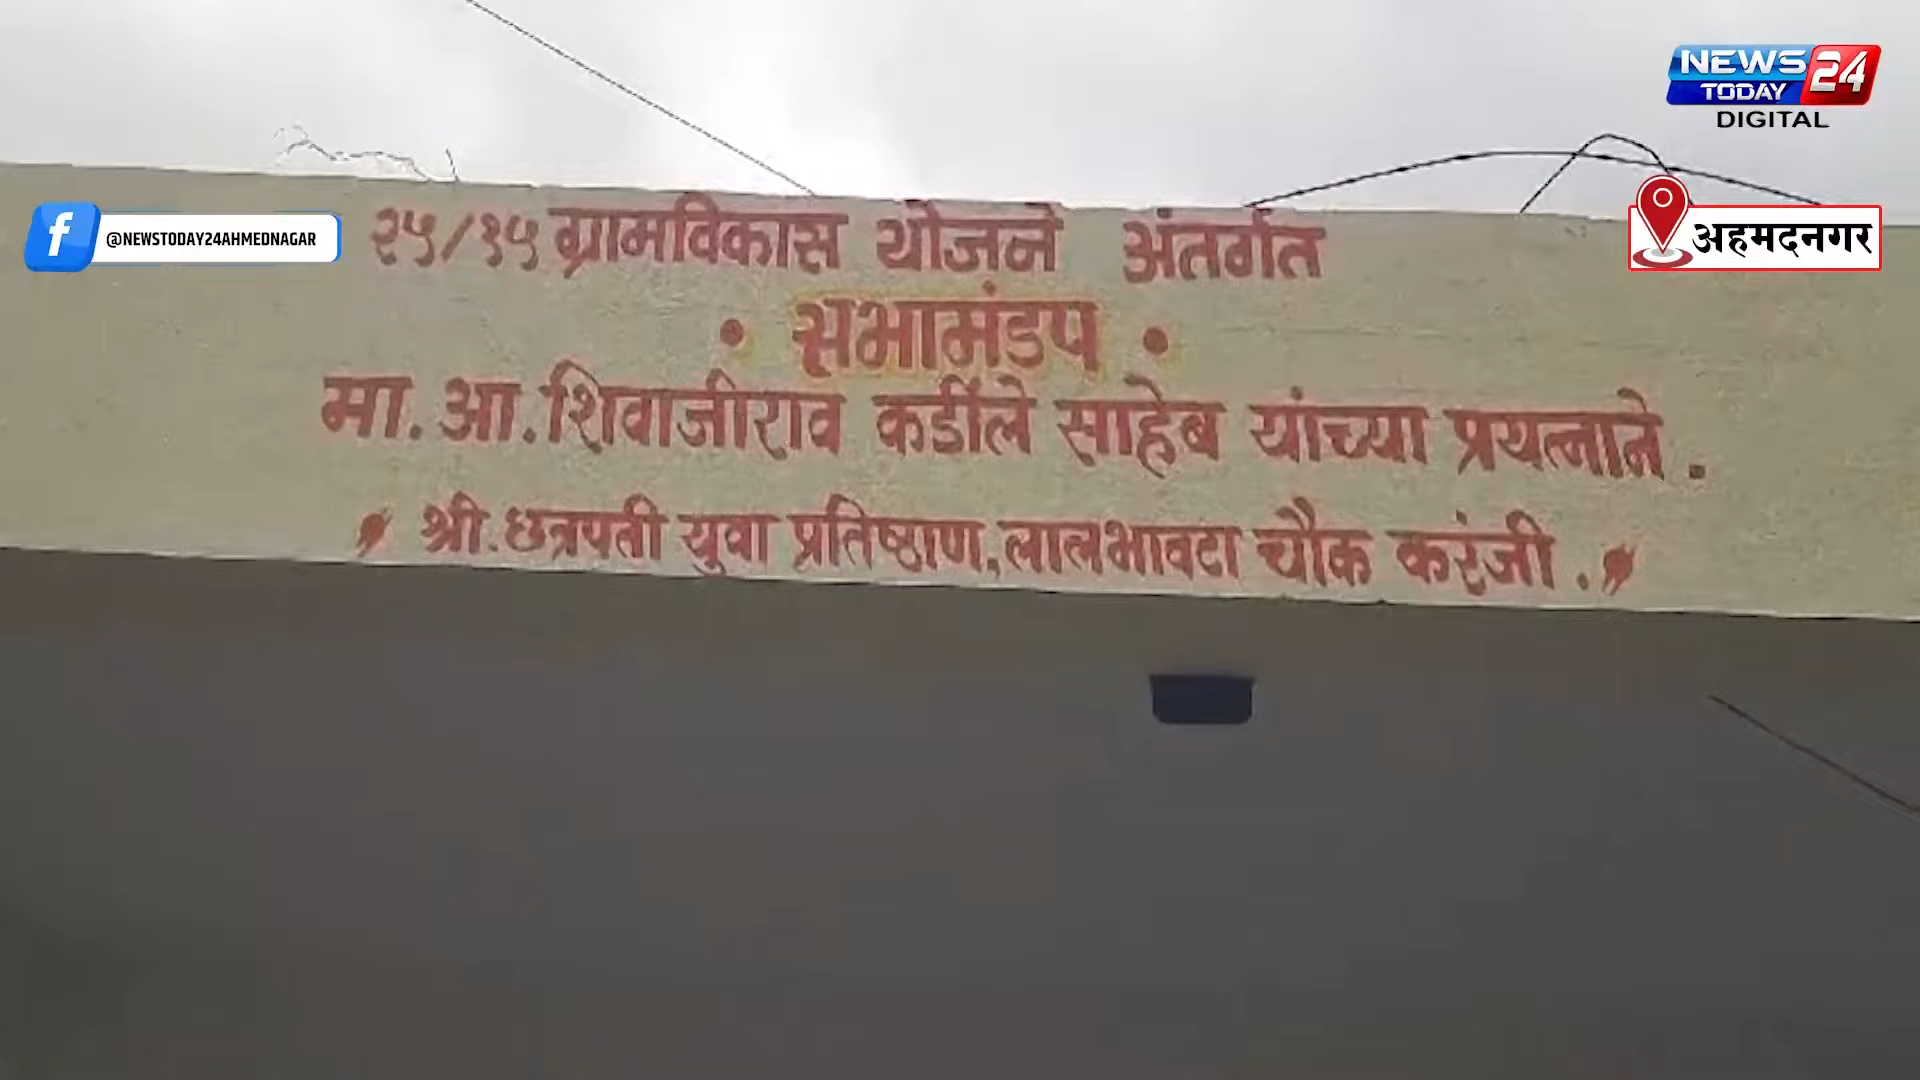 NEWS 24
TODAY
DIGITAL
@NEWSTODAY24AHMEDNAGAR
अहमदनगर
२५/१५ ग्रामविकास योजने अंतर्गत
• सभामंडप •
मा. आ. शिवाजीराव कर्डीले साहेब यांच्या प्रयत्नाने.
श्री. छत्रपती युवा प्रतिष्ठाण, लालभावटा चौक करंजी.